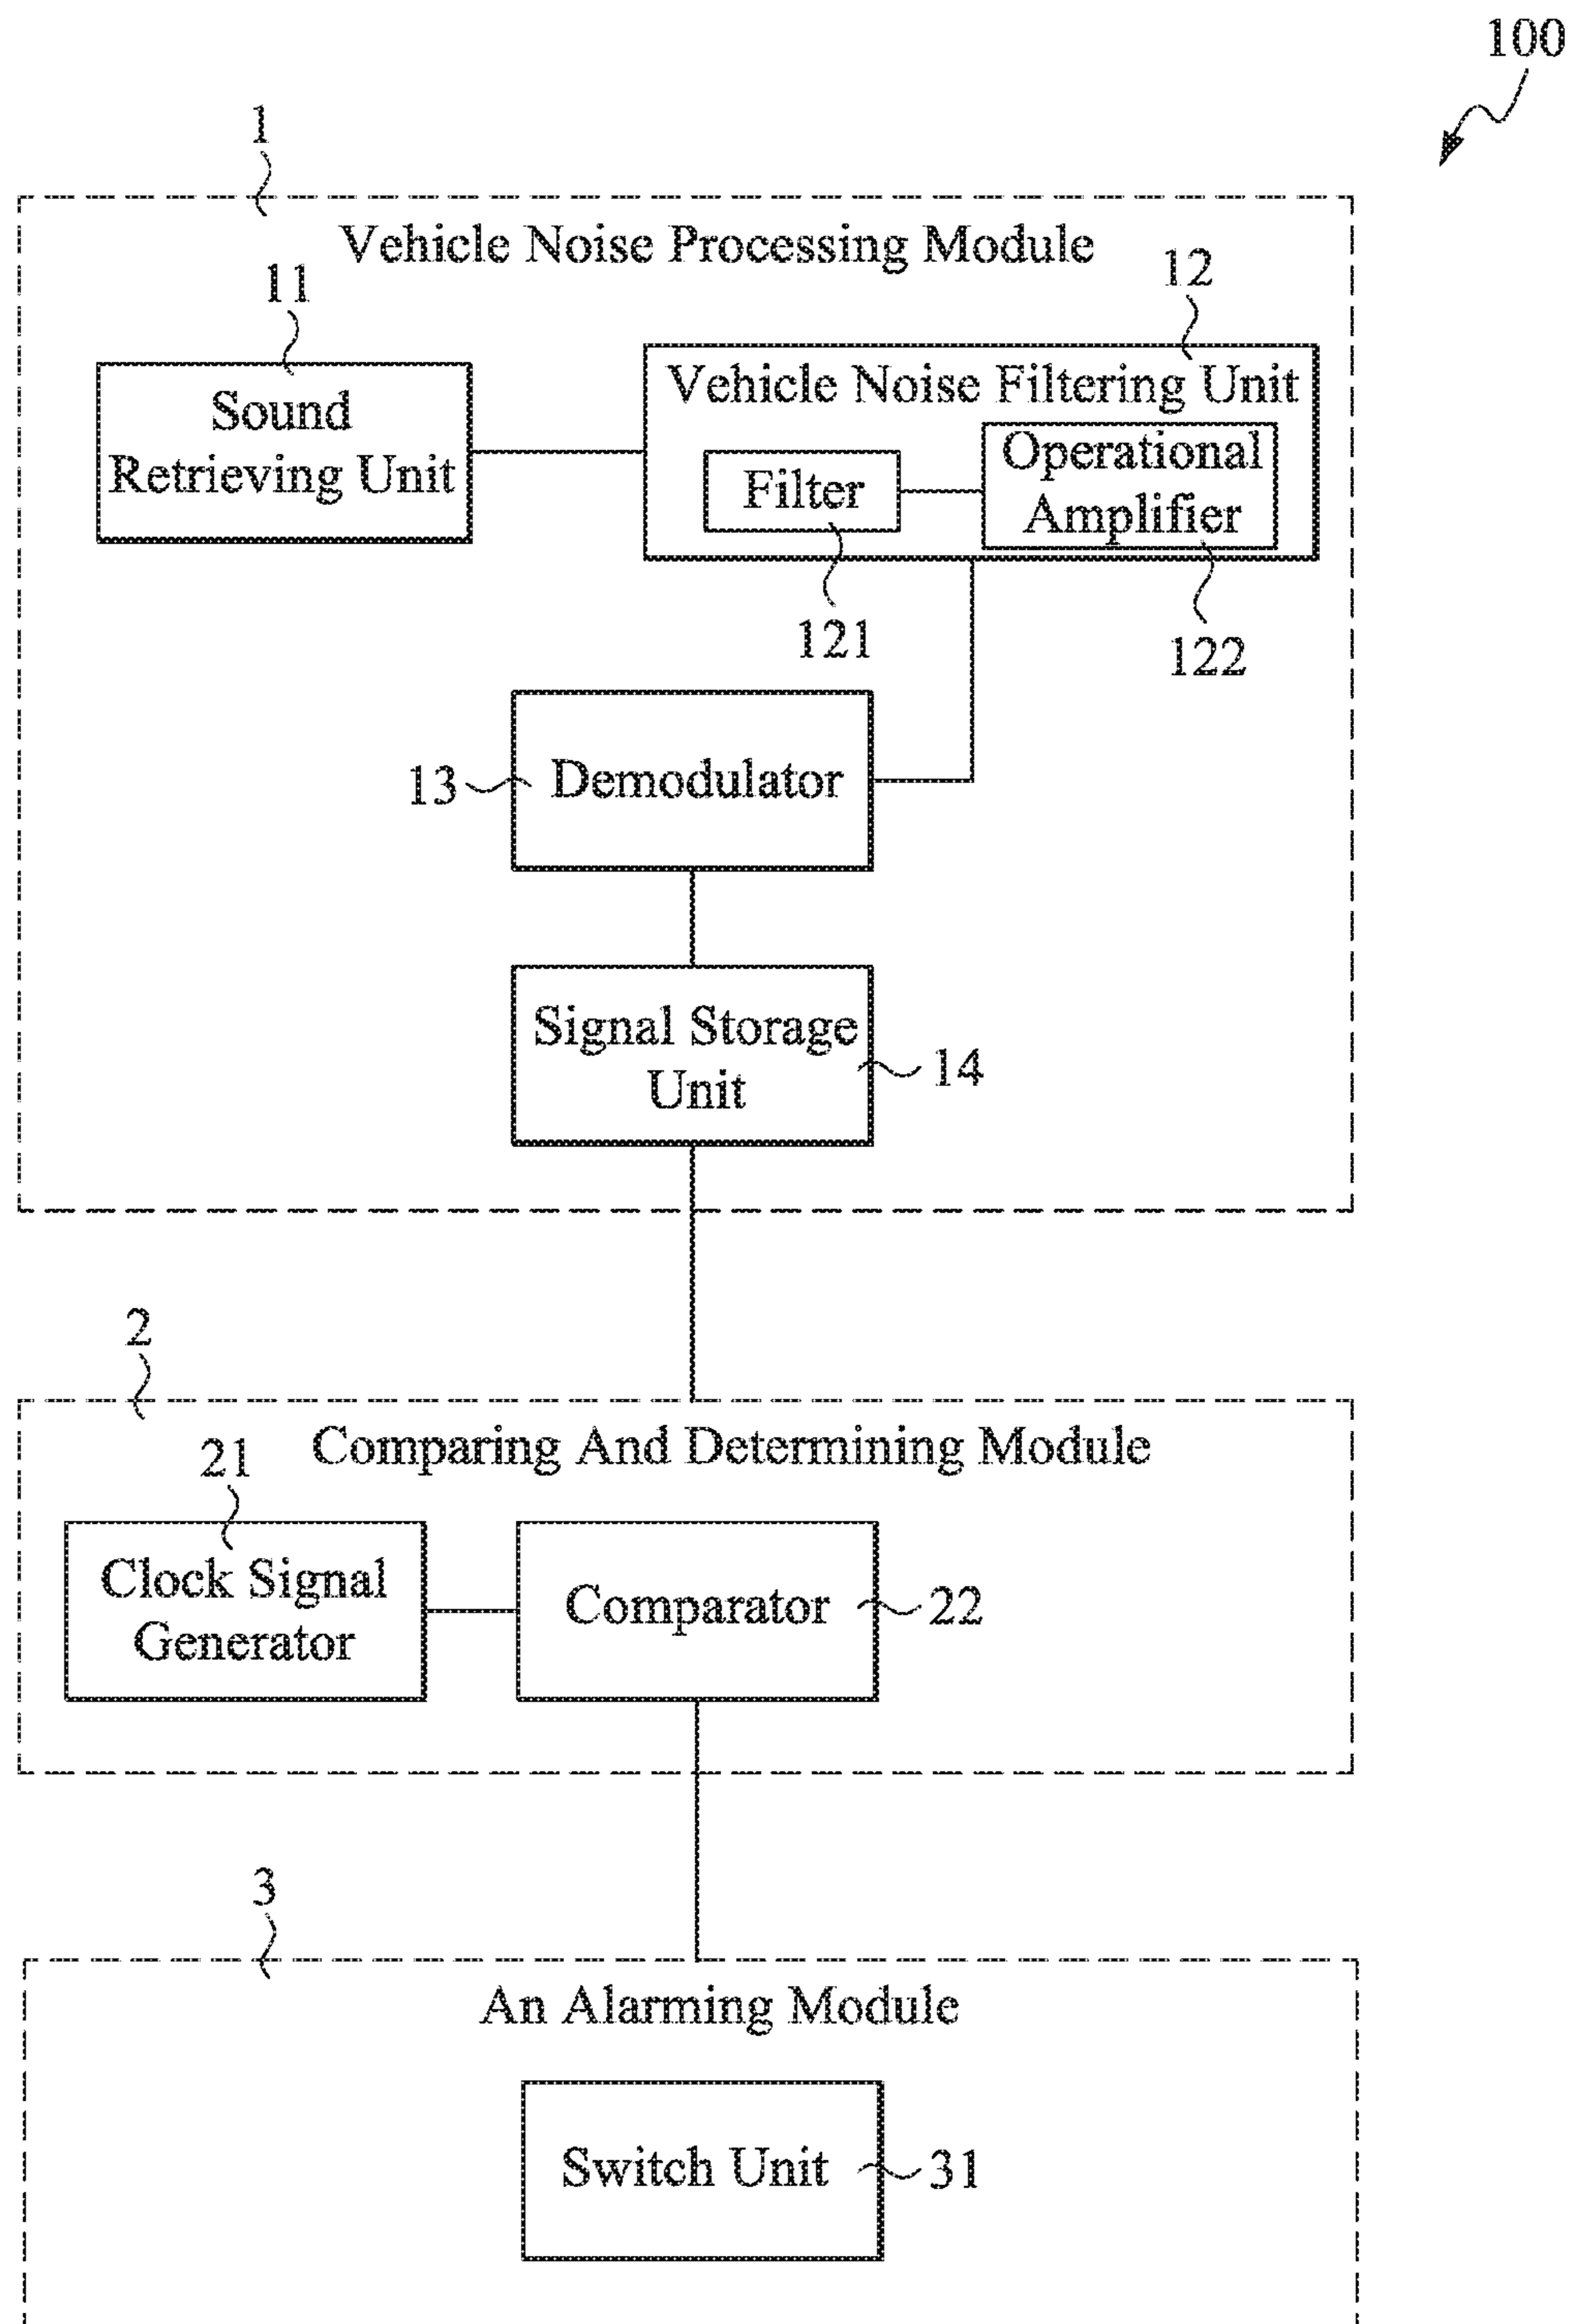 100
1
Vehicle Noise Processing Module
11
12
Sound
Retrieving Unit
Vehicle Noise Filtering Unit
Filter
Operational
Amplifier
121
122
13
Demodulator
Signal Storage
Unit
14
2
Comparing And Determining Module
21
Clock Signal
Generator
Comparator
22
3
An Alarming Module
Switch Unit
31